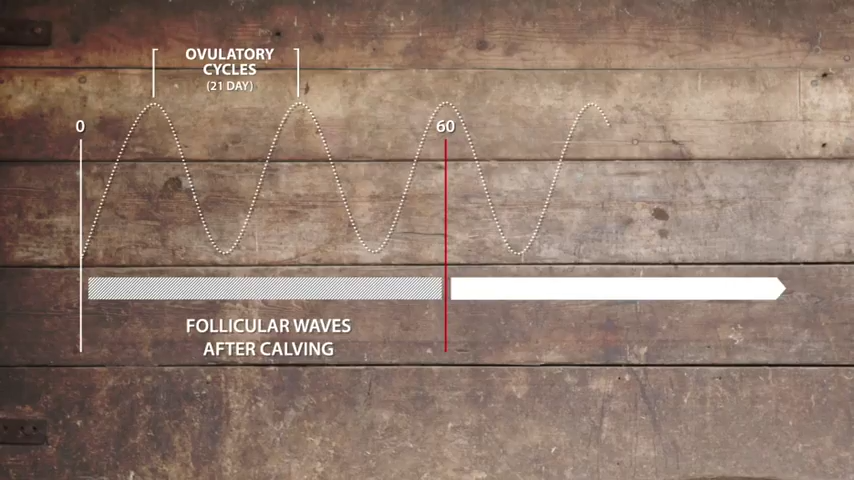 OVULATORY
CYCLES
(21 DAY)
0
60
FOLLICULAR WAVES
AFTER CALVING